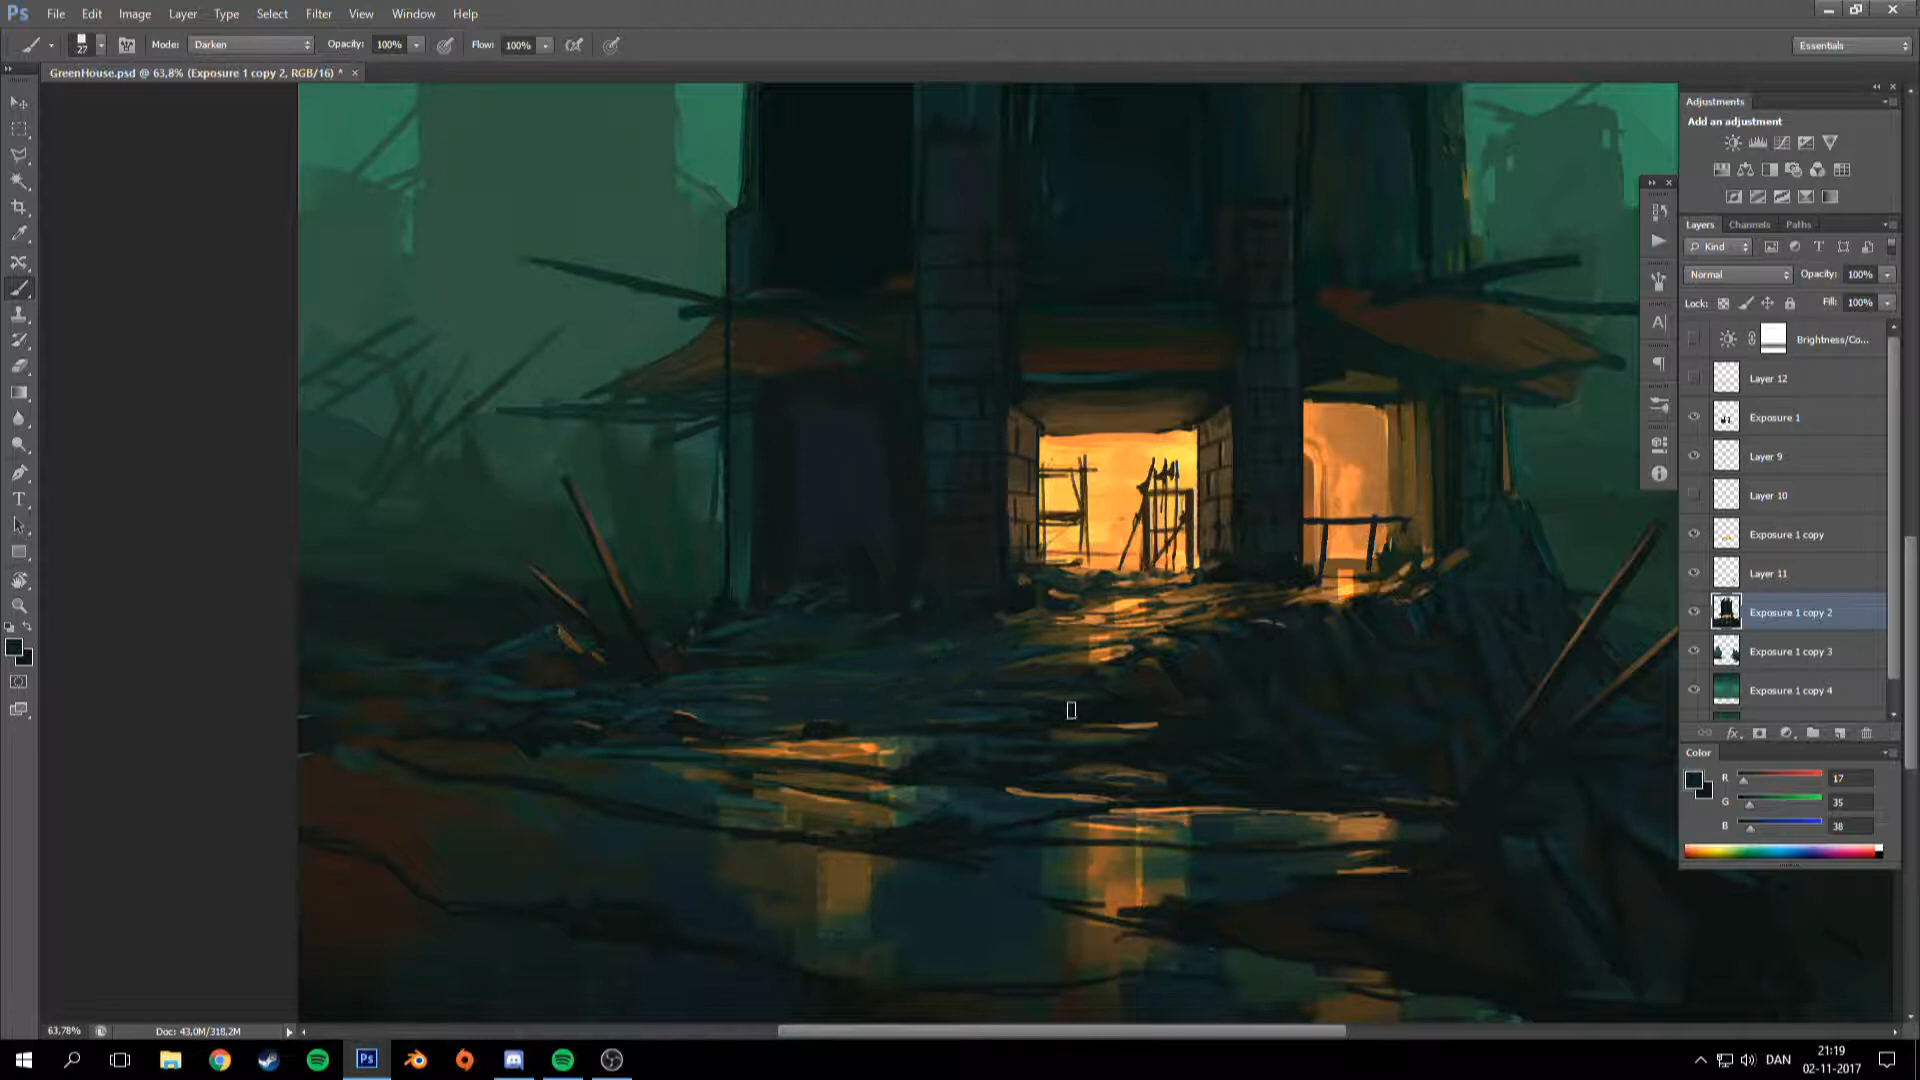 Ps File Edit Image Layer Type Select Filter View Window Help
27 Mode: Darken Opacity: 100% Flow: 100% Essentials
GreenHouse.psd @ 63,8% (Exposure 1 copy 2, RGB/16) *
Adjustments
Add an adjustment
Layers Channels Paths
Kind
Normal Opacity: 100%
Lock: Fill: 100%
Brightness/Co...
Layer 12
Exposure 1
Layer 9
Layer 10
Exposure 1 copy
Layer 11
Exposure 1 copy 2
Exposure 1 copy 3
Exposure 1 copy 4
fx
Color
R 17
G 35
B 38
63,78% Doc: 43,0M/318,2M
Ps DAN 21:19
02-11-2017